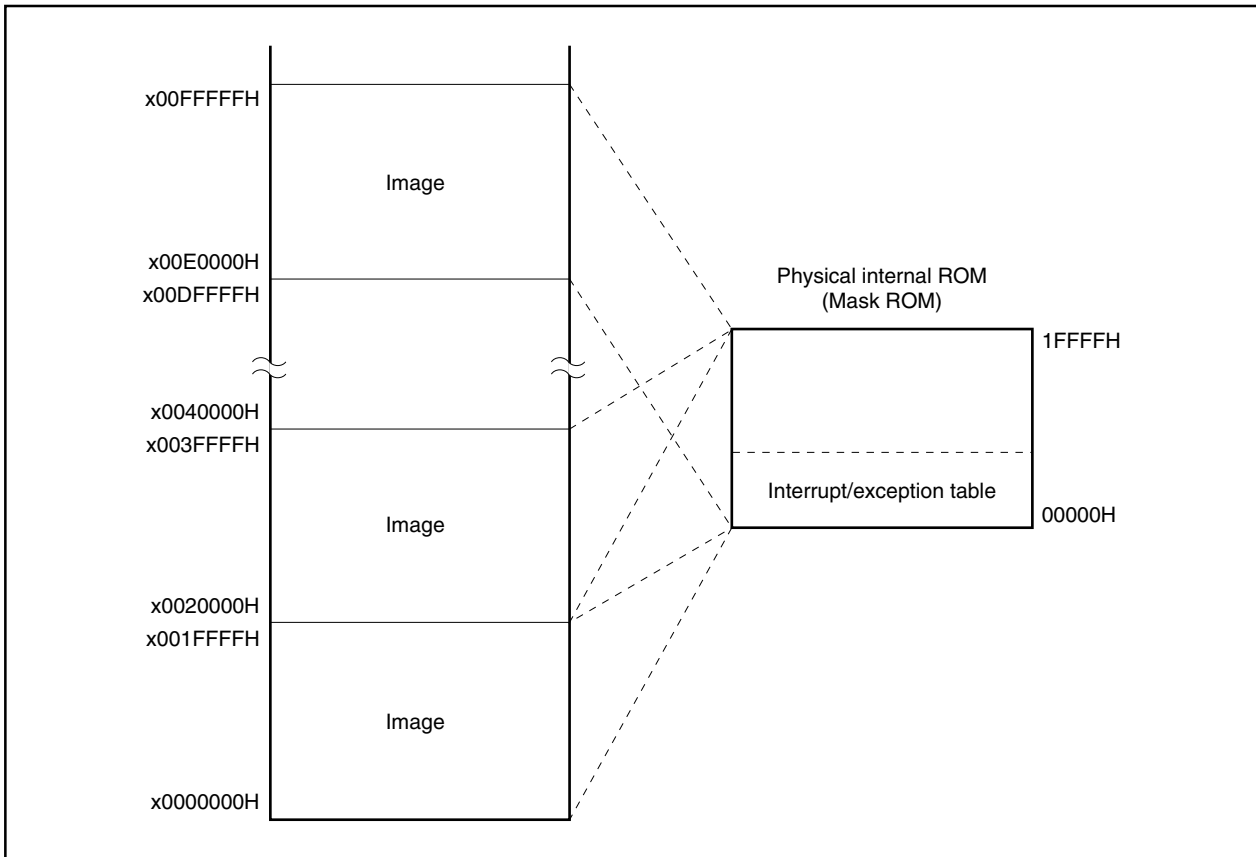 x00FFFFFH
Image
x00E0000H
x00DFFFFH
x0040000H
x003FFFFH
Image
x0020000H
x001FFFFH
Image
x0000000H
Physical internal ROM
(Mask ROM)
1FFFFH
Interrupt/exception table
00000H